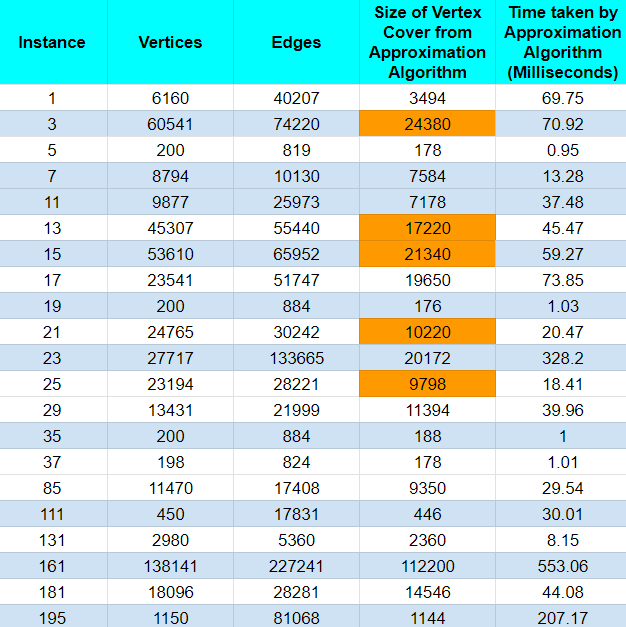 Instance Vertices Edges Size of Vertex Cover from Approximation Algorithm Time taken by Approximation Algorithm (Milliseconds)
1 6160 40207 3494 69.75
3 60541 74220 24380 70.92
5 200 819 178 0.95
7 8794 10130 7584 13.28
11 9877 25973 7178 37.48
13 45307 55440 17220 45.47
15 53610 65952 21340 59.27
17 23541 51747 19650 73.85
19 200 884 176 1.03
21 24765 30242 10220 20.47
23 27717 133665 20172 328.2
25 23194 28221 9798 18.41
29 13431 21999 11394 39.96
35 200 884 188 1
37 198 824 178 1.01
85 11470 17408 9350 29.54
111 450 17831 446 30.01
131 2980 5360 2360 8.15
161 138141 227241 112200 553.06
181 18096 28281 14546 44.08
195 1150 81068 1144 207.17